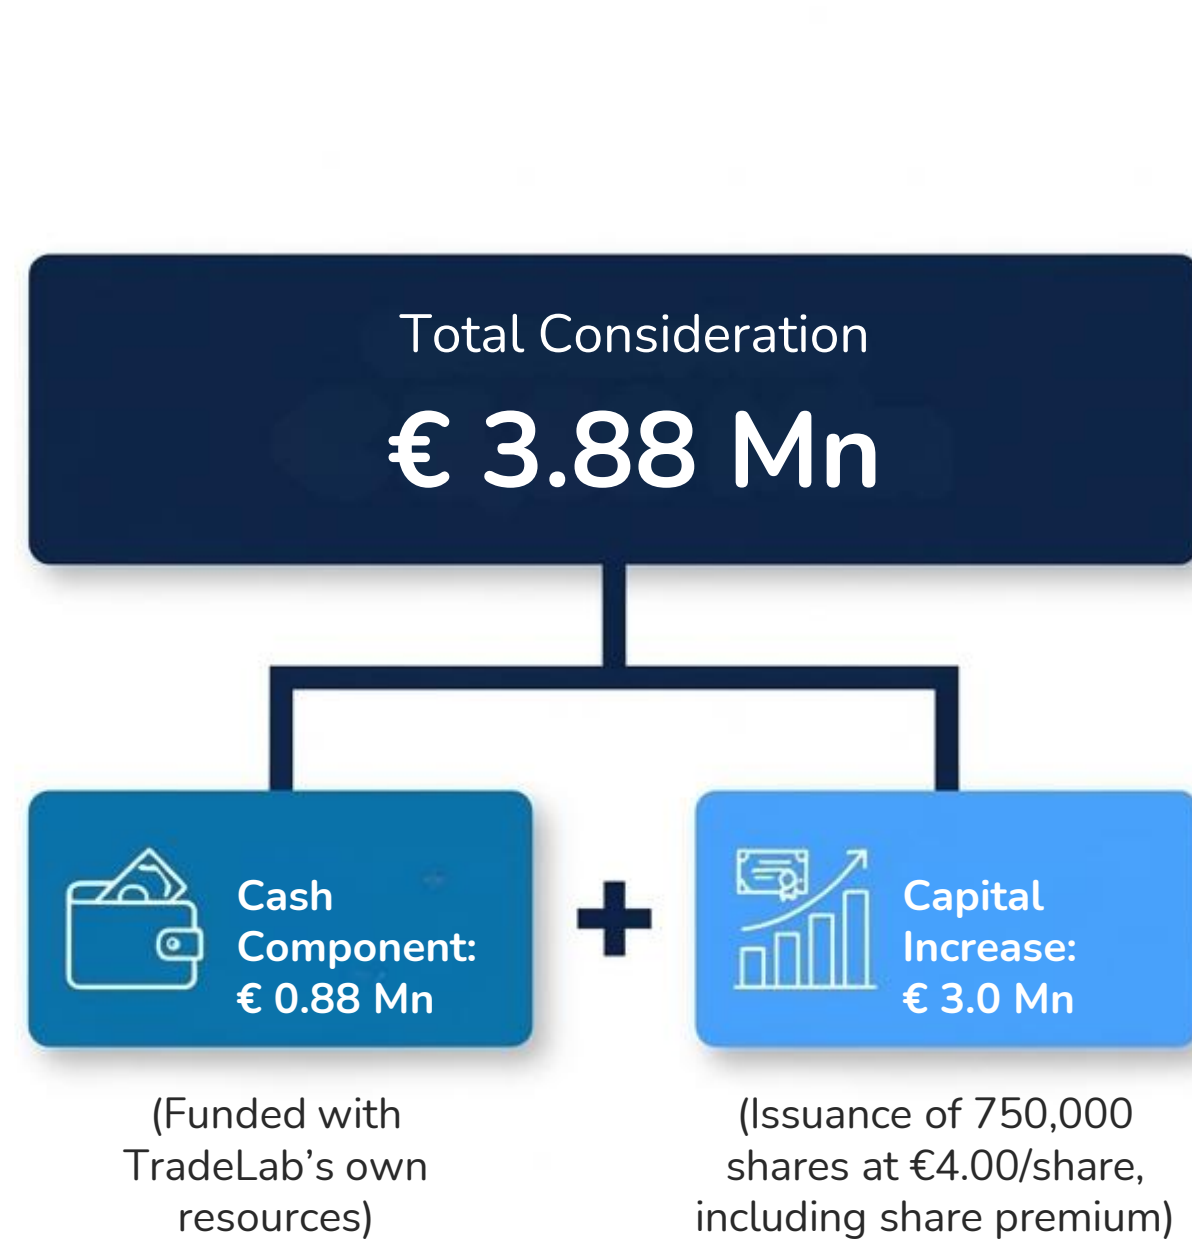 Total Consideration
€ 3.88 Mn
Cash
Component:
€ 0.88 Mn
Capital
Increase:
€ 3.0 Mn
(Funded with
TradeLab’s own
resources)
(Issuance of 750,000
shares at €4.00/share,
including share premium)